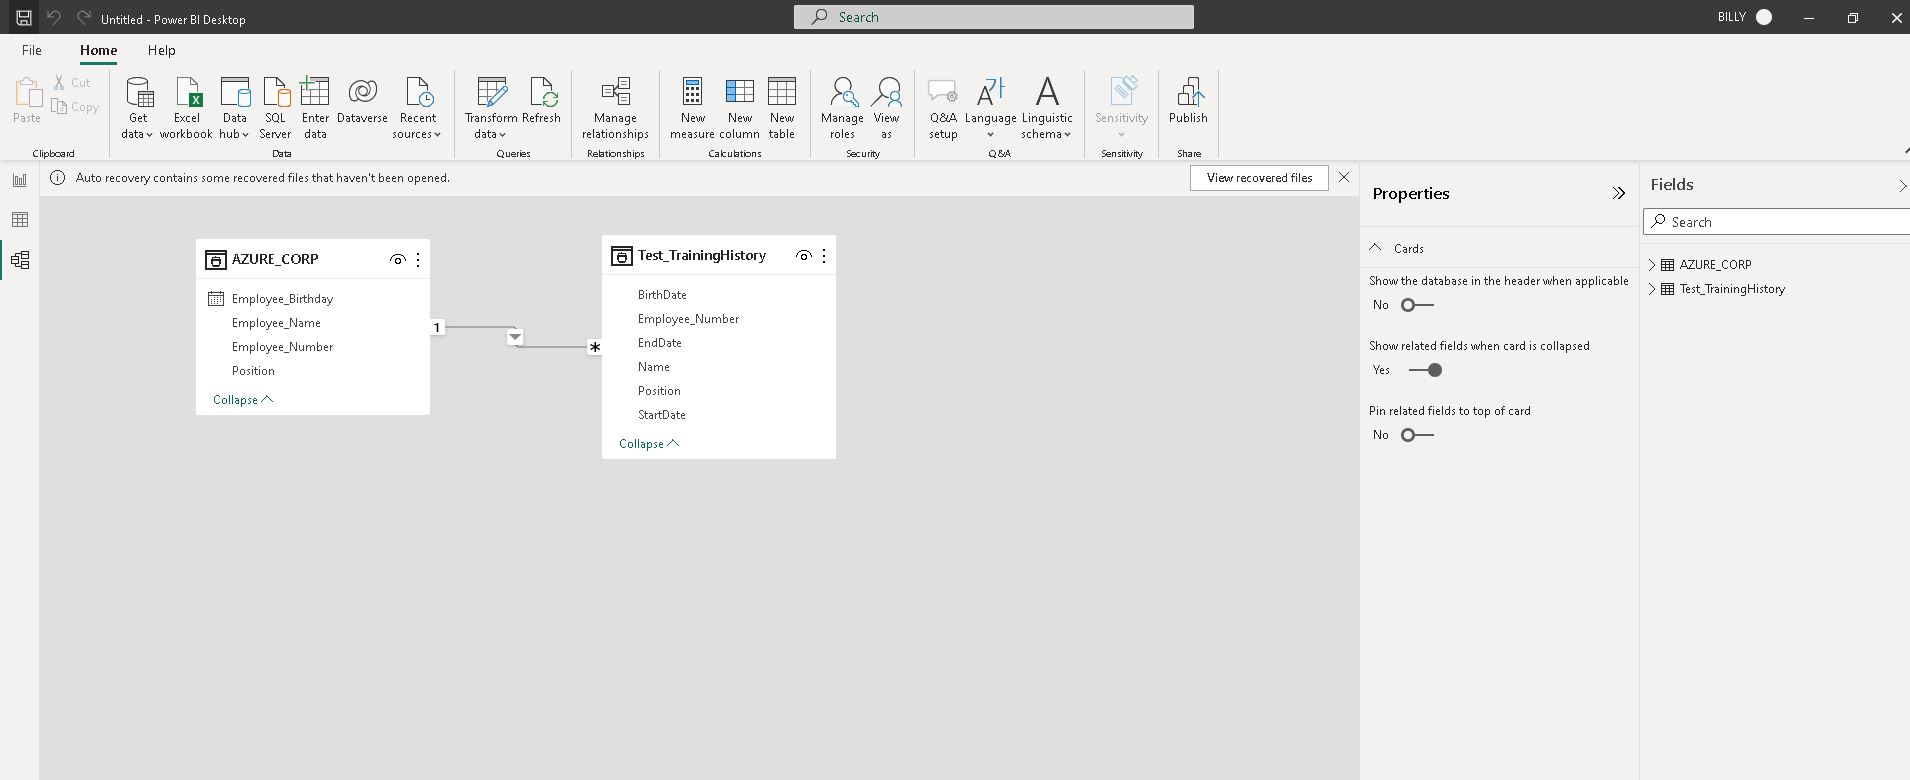 Untitled - Power BI Desktop
Search
BILLY
File Home Help
Paste
Cut
Copy
Clipboard
Get data
Excel workbook
Data hub
SQL Server
Enter data
Dataverse
Recent sources
Data
Transform data
Refresh
Queries
Manage relationships
Relationships
New measure
New column
New table
Calculations
Manage roles
View as
Security
Q&A setup
Language
Linguistic schema
Q&A
Sensitivity
Sensitivity
Publish
Share
Auto recovery contains some recovered files that haven't been opened.
View recovered files
AZURE_CORP
Employee_Birthday
Employee_Name
Employee_Number
Position
Collapse
1
*
Test_TrainingHistory
BirthDate
Employee_Number
EndDate
Name
Position
StartDate
Collapse
Properties
Cards
Show the database in the header when applicable
No
Show related fields when card is collapsed
Yes
Pin related fields to top of card
No
Fields
Search
AZURE_CORP
Test_TrainingHistory